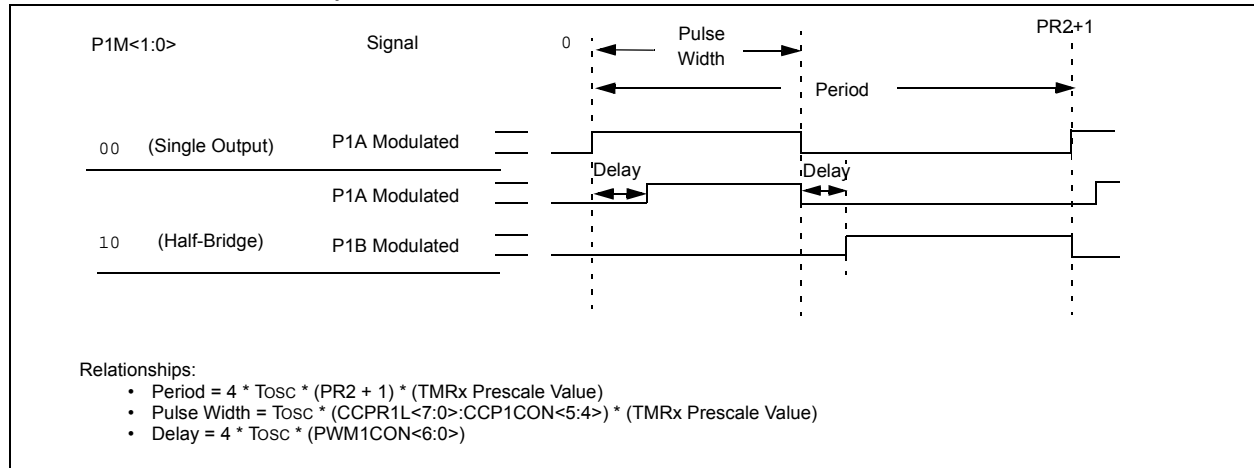 P1M<1:0> Signal 0 Pulse Width PR2+1
Period
00 (Single Output) P1A Modulated
Delay Delay
P1A Modulated
10 (Half-Bridge) P1B Modulated
Relationships:
• Period = 4 * TOSC * (PR2 + 1) * (TMRx Prescale Value)
• Pulse Width = TOSC * (CCPR1L<7:0>:CCP1CON<5:4>) * (TMRx Prescale Value)
• Delay = 4 * TOSC * (PWM1CON<6:0>)